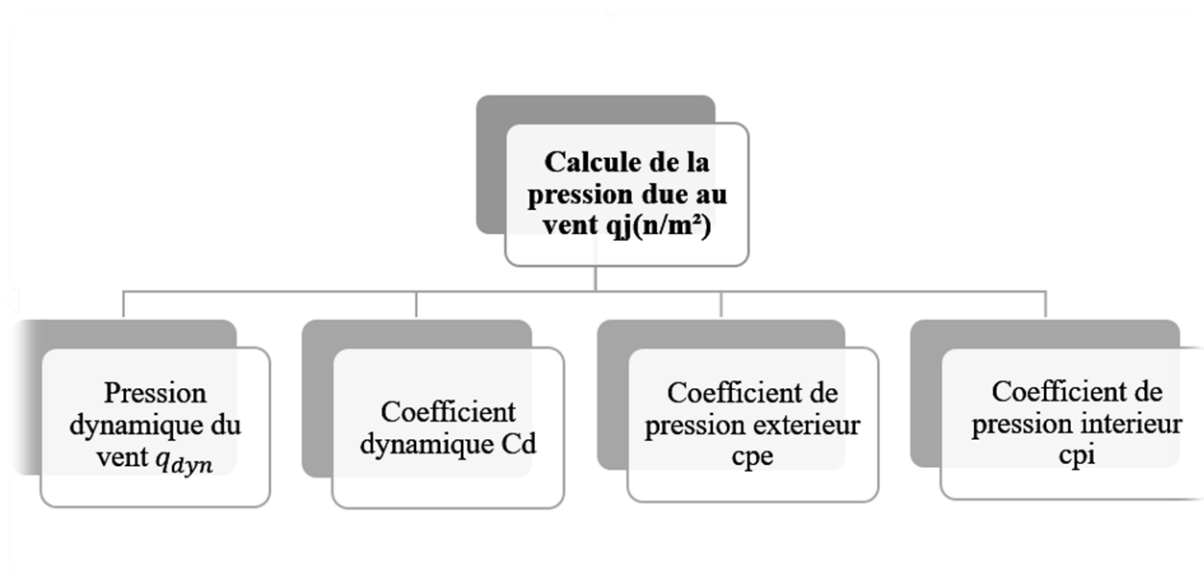 Calcule de la
pression due au
vent qj(n/m²)
Pression
dynamique du
vent q_dyn
Coefficient
dynamique Cd
Coefficient de
pression exterieur
cpe
Coefficient de
pression interieur
cpi